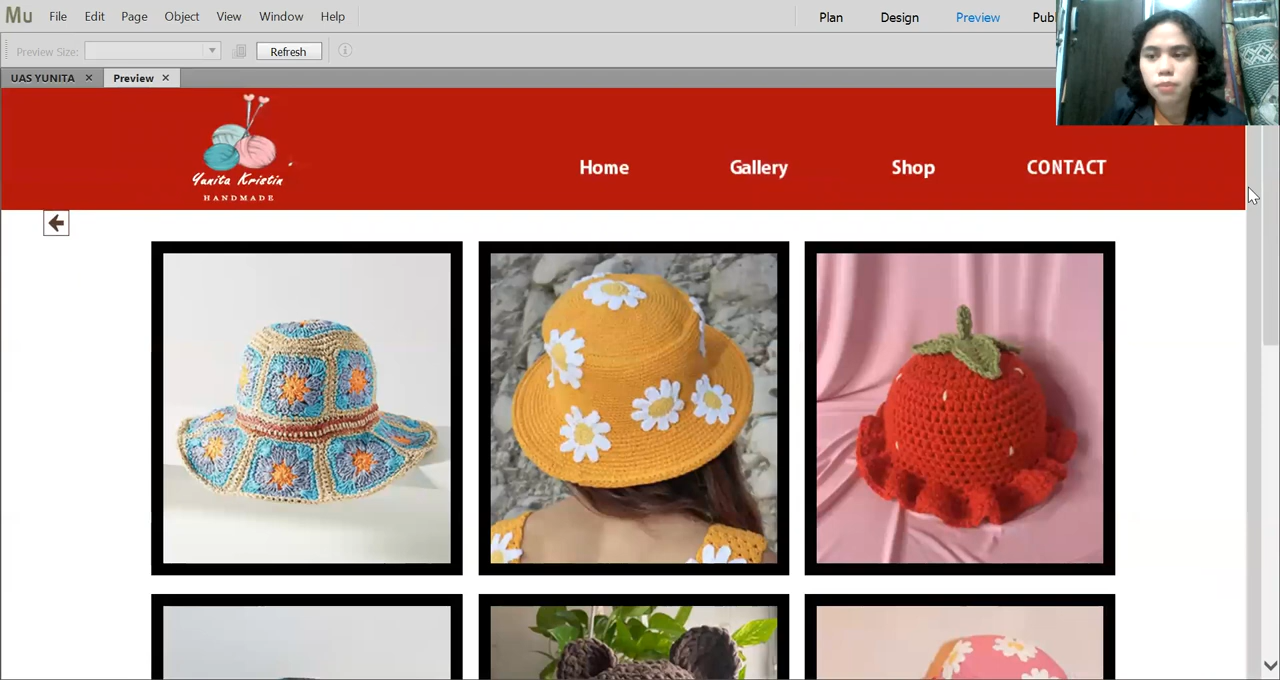 Mu File Edit Page Object View Window Help
Plan Design Preview
Preview Size: Refresh
UAS YUNITA Preview
Yunita Kristin
HANDMADE
Home Gallery Shop CONTACT